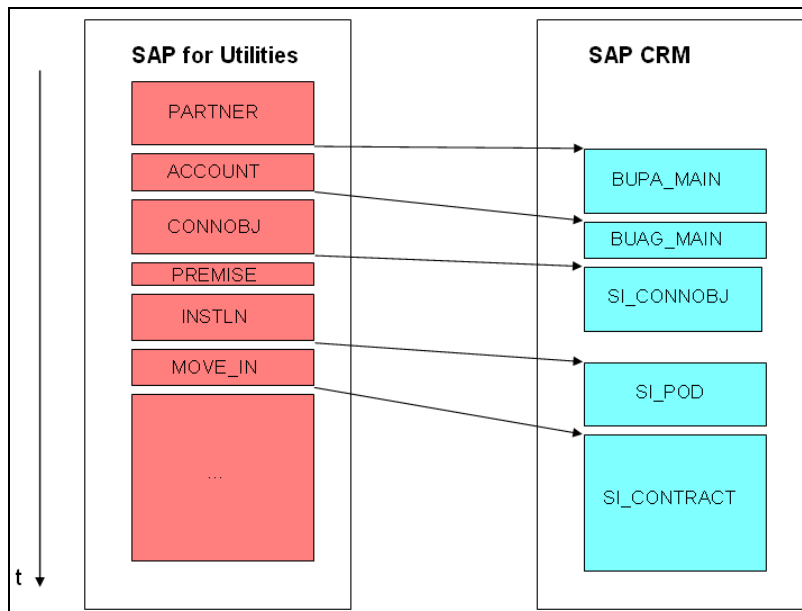 SAP for Utilities
PARTNER
ACCOUNT
CONNOBJ
PREMISE
INSTLN
MOVE_IN
...
SAP CRM
BUPA_MAIN
BUAG_MAIN
SI_CONNOBJ
SI_POD
SI_CONTRACT
t